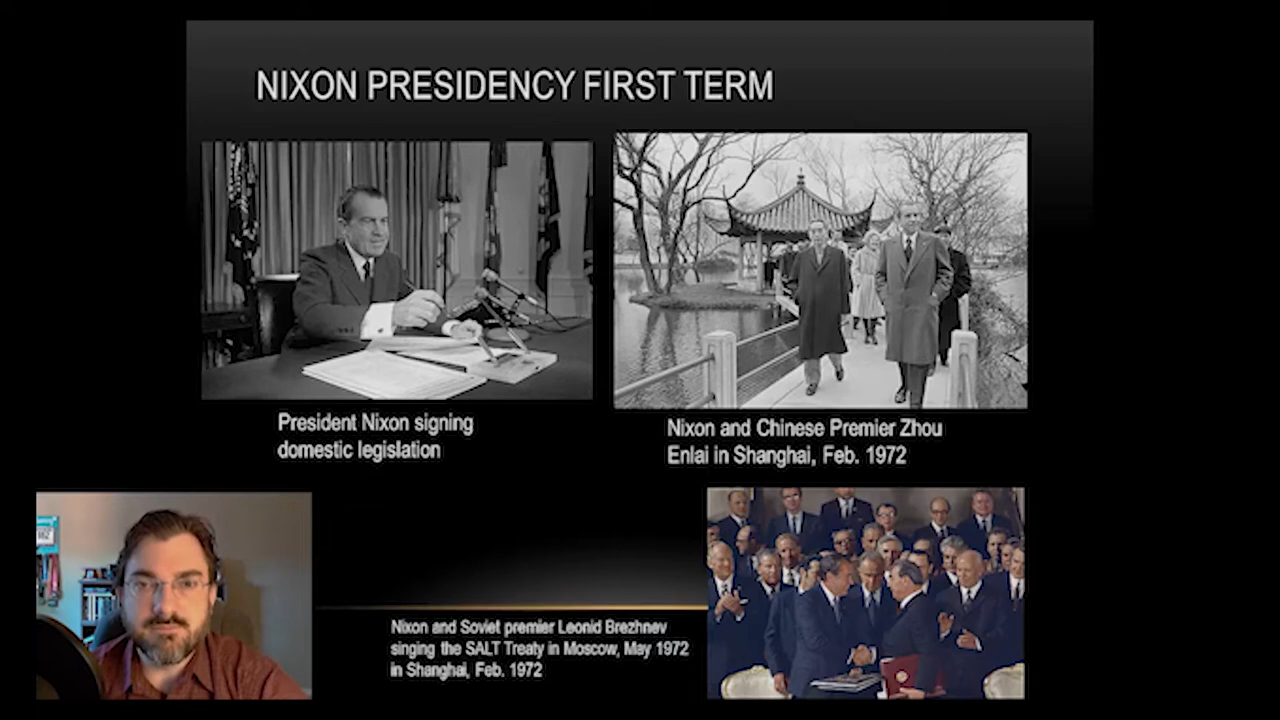 NIXON PRESIDENCY FIRST TERM
President Nixon signing
domestic legislation
Nixon and Chinese Premier Zhou
Enlai in Shanghai, Feb. 1972
Nixon and Soviet premier Leonid Brezhnev
singing the SALT Treaty in Moscow, May 1972
in Shanghai, Feb. 1972